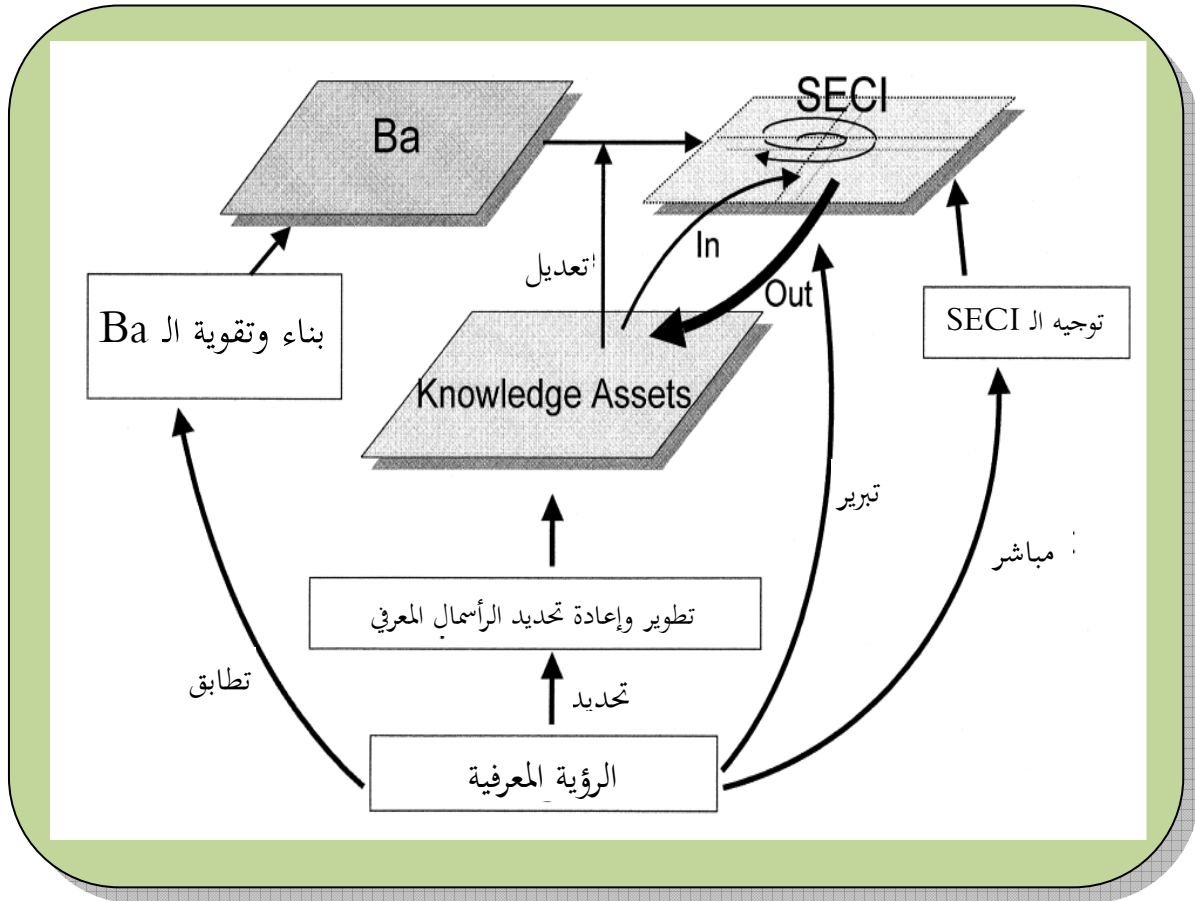 SECI
Ba
In
تعديل
Out
بناء وتقوية الـ Ba
توجيه الـ SECI
Knowledge Assets
تبرير
مباشر
تطوير وإعادة تحديد الرأسمال المعرفي
تطابق
تحديد
الرؤية المعرفية